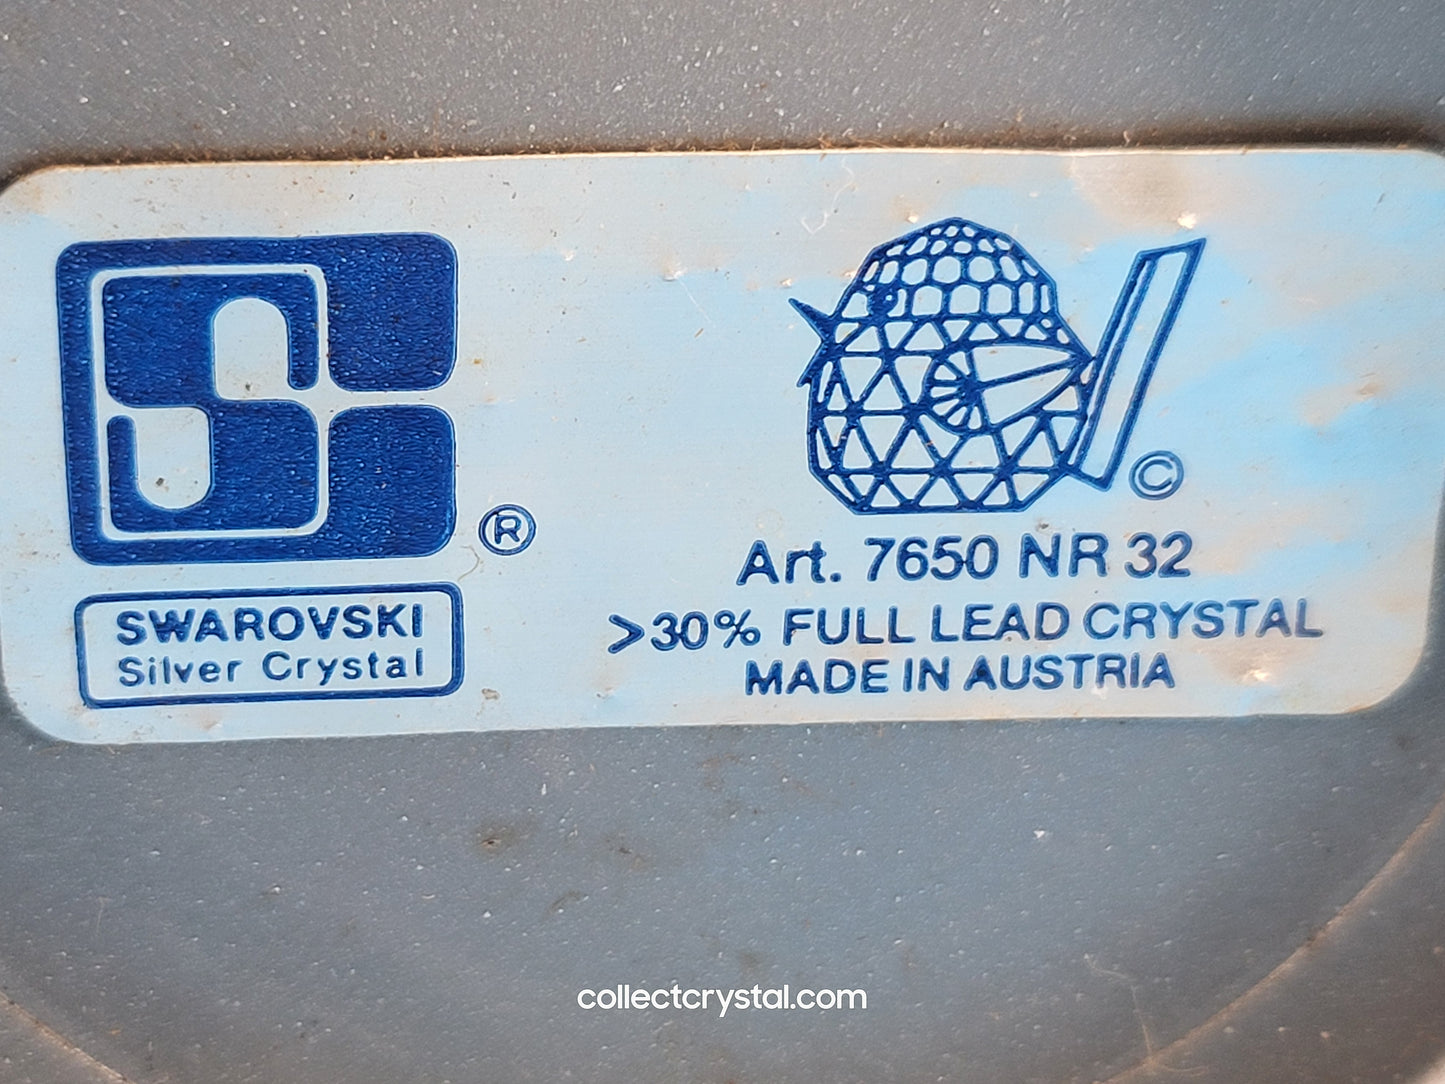 ®
SWAROVSKI
Silver Crystal
©
Art. 7650 NR 32
>30% FULL LEAD CRYSTAL
MADE IN AUSTRIA
collectcrystal.com